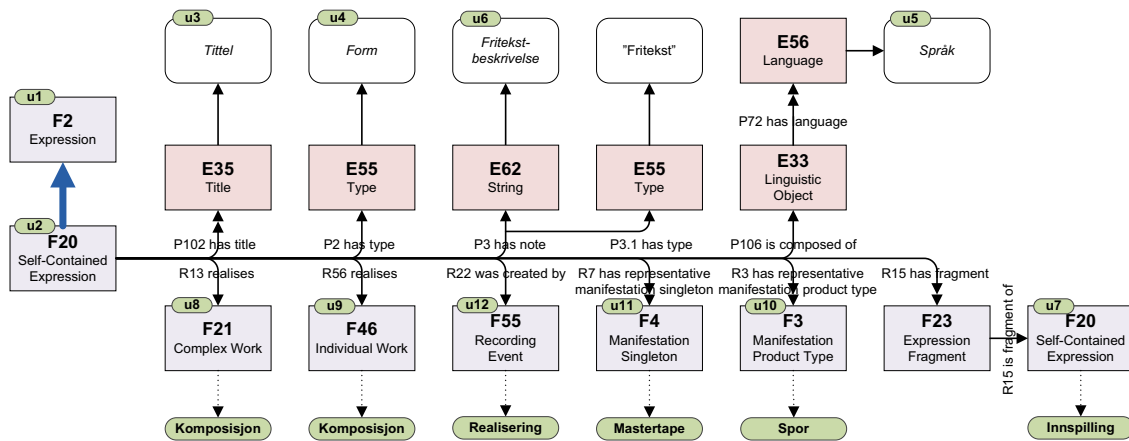 u3
u4
u6
u5
Tittel
Form
Fritekst-
beskrivelse
"Fritekst"
E56
Language
Språk
u1
F2
Expression
P72 has language
E35
Title
E55
Type
E62
String
E55
Type
E33
Linguistic
Object
u2
F20
Self-Contained
Expression
P102 has title
P2 has type
P3 has note
P3.1 has type
P106 is composed of
R13 realises
R56 realises
R22 was created by
R7 has representative
manifestation singleton
R3 has representative
manifestation product type
R15 has fragment
R15 is fragment of
u8
F21
Complex Work
u9
F46
Individual Work
u12
F55
Recording
Event
u11
F4
Manifestation
Singleton
u10
F3
Manifestation
Product Type
F23
Expression
Fragment
u7
F20
Self-Contained
Expression
Komposisjon
Komposisjon
Realisering
Mastertape
Spor
Innspilling